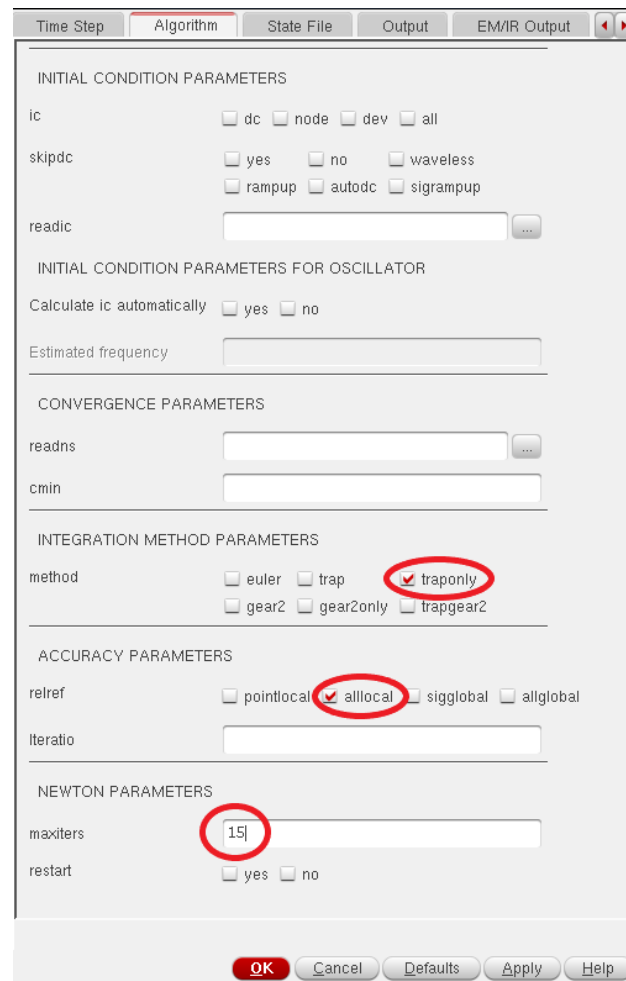 Time Step Algorithm State File Output EM/IR Output
INITIAL CONDITION PARAMETERS
ic dc node dev all
skipdc yes no waveless
rampup autodc sigrampup
readic ...
INITIAL CONDITION PARAMETERS FOR OSCILLATOR
Calculate ic automatically yes no
Estimated frequency
CONVERGENCE PARAMETERS
readns ...
cmin
INTEGRATION METHOD PARAMETERS
method euler trap traponly
gear2 gear2only trapgear2
ACCURACY PARAMETERS
relref pointlocal alllocal sigglobal allglobal
lteratio
NEWTON PARAMETERS
maxiters 15
restart yes no
OK Cancel Defaults Apply Help